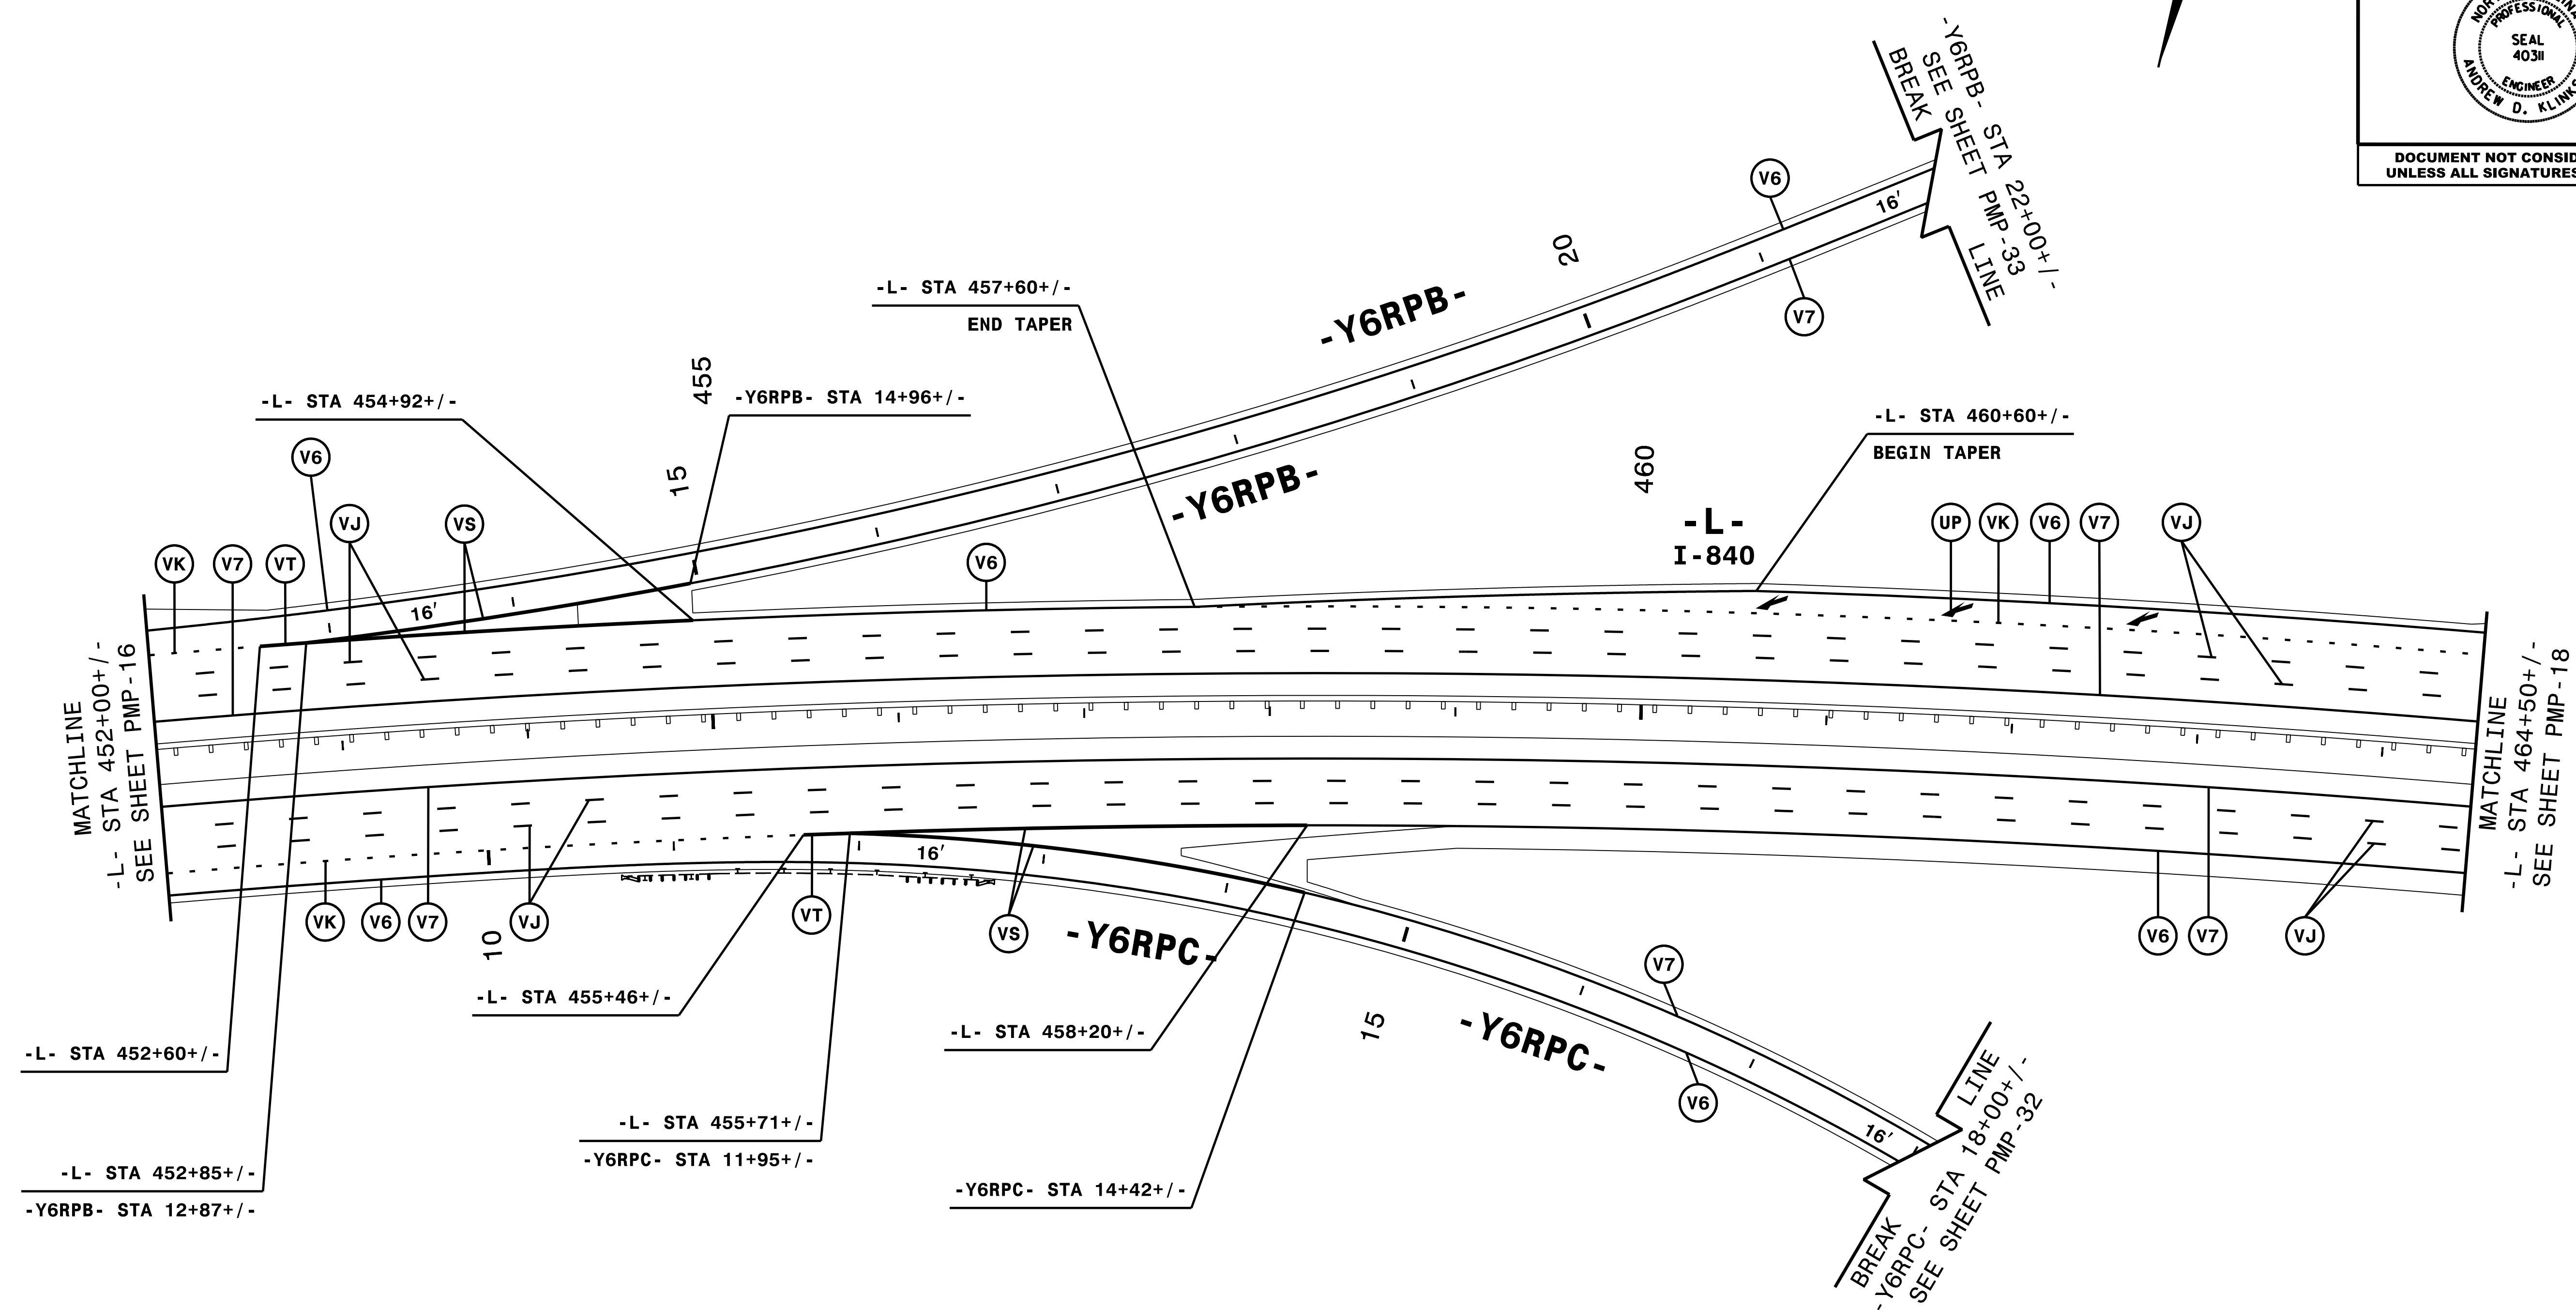 PROFESSIONAL
SEAL
40311
ENGINEER
ANDREW D.
DOCUMENT NOT
UNLESS ALL
-Y6RPB- STA 22+00+/-
SEE SHEET PMP-33
BREAK
LINE
V6
16'
V7
20
-Y6RPB-
-L- STA 457+60+/-
END TAPER
455
-Y6RPB- STA 14+96+/-
-L- STA 454+92+/-
15
-Y6RPB-
460
-L- STA 460+60+/-
BEGIN TAPER
-L-
I-840
V6
VJ
VS
VK
V7
VT
V6
UP
VK
V6
V7
VJ
16'
MATCHLINE
-L- STA 452+00+/-
SEE SHEET PMP-16
MATCHLINE
-L- STA 464+50+/-
SEE SHEET PMP-18
16'
VK
V6
V7
VJ
VT
VS
10
-Y6RPC-
V7
V6
V7
VJ
-L- STA 455+46+/-
-L- STA 458+20+/-
15
-Y6RPC-
V6
-L- STA 452+60+/-
-L- STA 455+71+/-
-Y6RPC- STA 11+95+/-
16'
-L- STA 452+85+/-
-Y6RPB- STA 12+87+/-
-Y6RPC- STA 14+42+/-
LINE
BREAK
-Y6RPC- STA 18+00+/-
SEE SHEET PMP-32